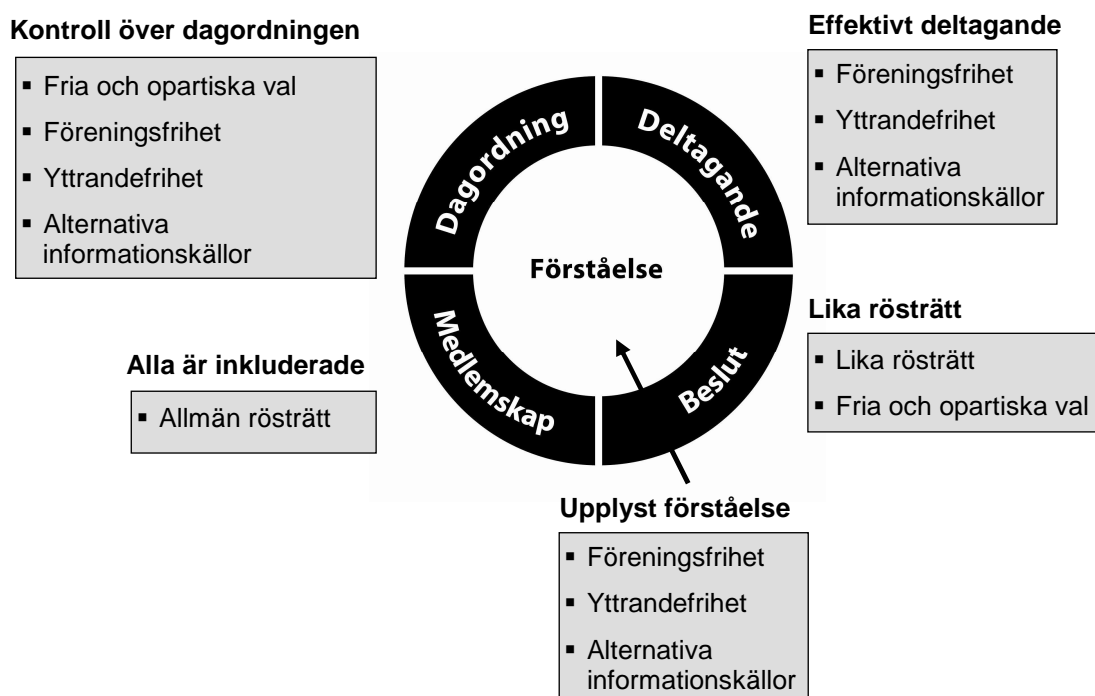 Kontroll över dagordningen
▪ Fria och opartiska val
▪ Föreningsfrihet
▪ Yttrandefrihet
▪ Alternativa
informationskällor
Effektivt deltagande
▪ Föreningsfrihet
▪ Yttrandefrihet
▪ Alternativa
informationskällor
Dagordning
Deltagande
Förståelse
Medlemskap
Beslut
Alla är inkluderade
▪ Allmän rösträtt
Lika rösträtt
▪ Lika rösträtt
▪ Fria och opartiska val
Upplyst förståelse
▪ Föreningsfrihet
▪ Yttrandefrihet
▪ Alternativa
informationskällor